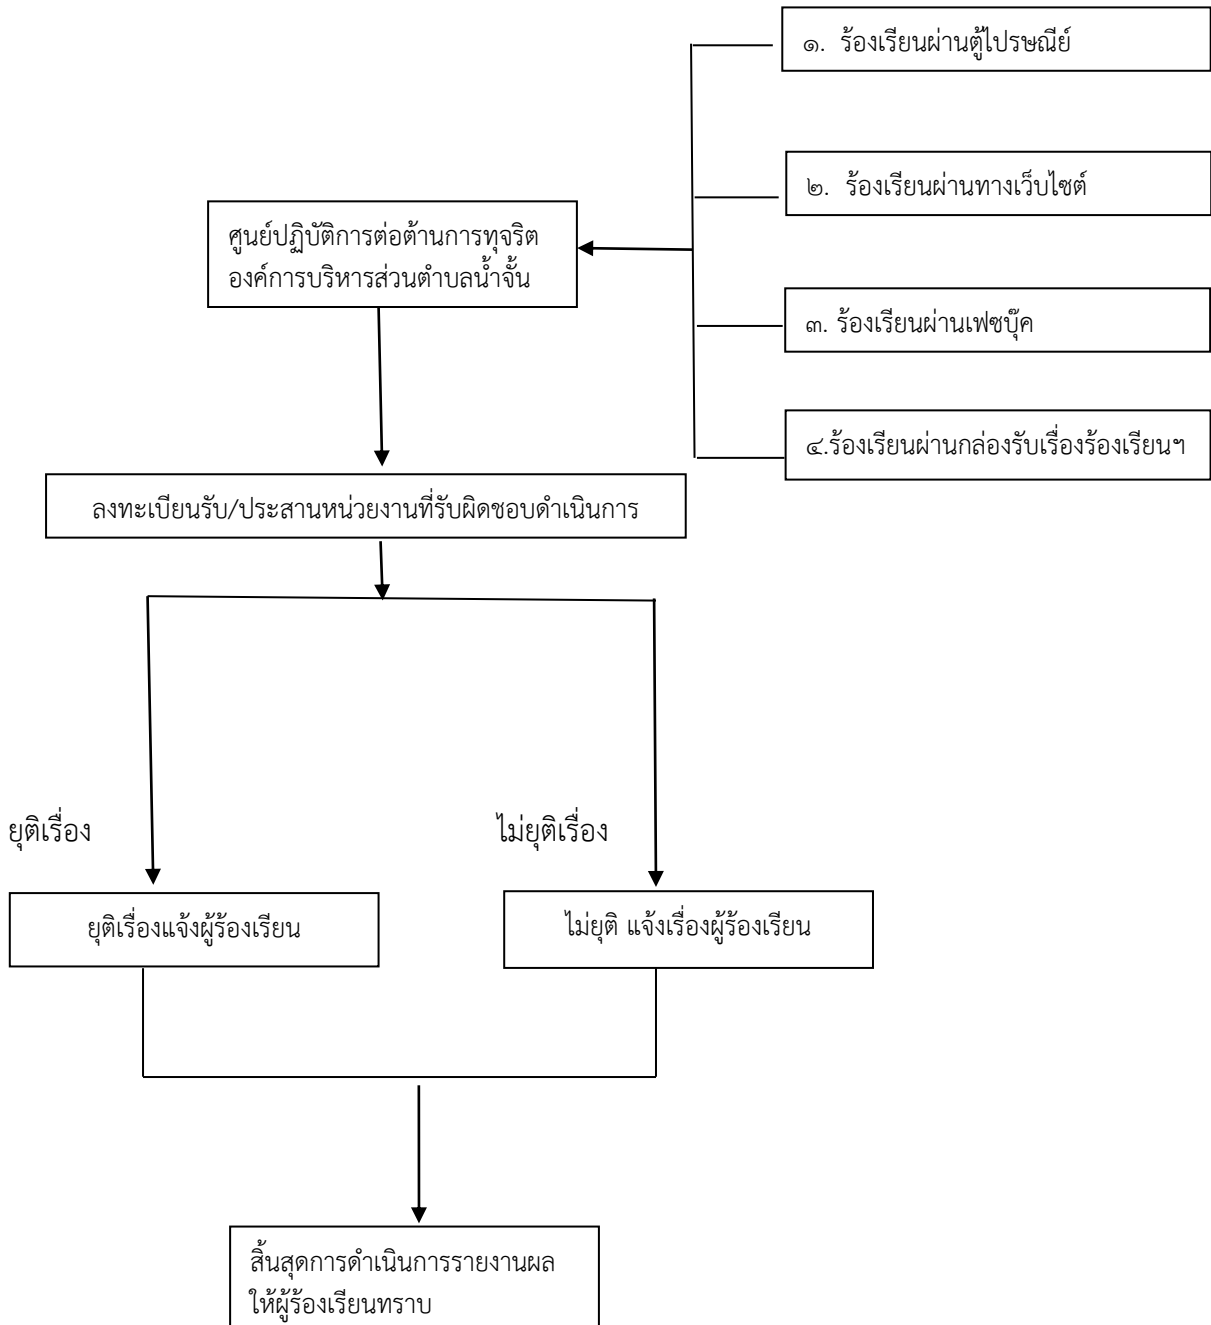 ๑. ร้องเรียนผ่านตู้ไปรษณีย์
๒. ร้องเรียนผ่านทางเว็บไซต์
ศูนย์ปฏิบัติการต่อต้านการทุจริต
องค์การบริหารส่วนตำบลน้ำจั้น
๓. ร้องเรียนผ่านเฟซบุ๊ค
๔.ร้องเรียนผ่านกล่องรับเรื่องร้องเรียนฯ
ลงทะเบียนรับ/ประสานหน่วยงานที่รับผิดชอบดำเนินการ
ยุติเรื่อง
ไม่ยุติเรื่อง
ยุติเรื่องแจ้งผู้ร้องเรียน
ไม่ยุติ แจ้งเรื่องผู้ร้องเรียน
สิ้นสุดการดำเนินการรายงานผล
ให้ผู้ร้องเรียนทราบ